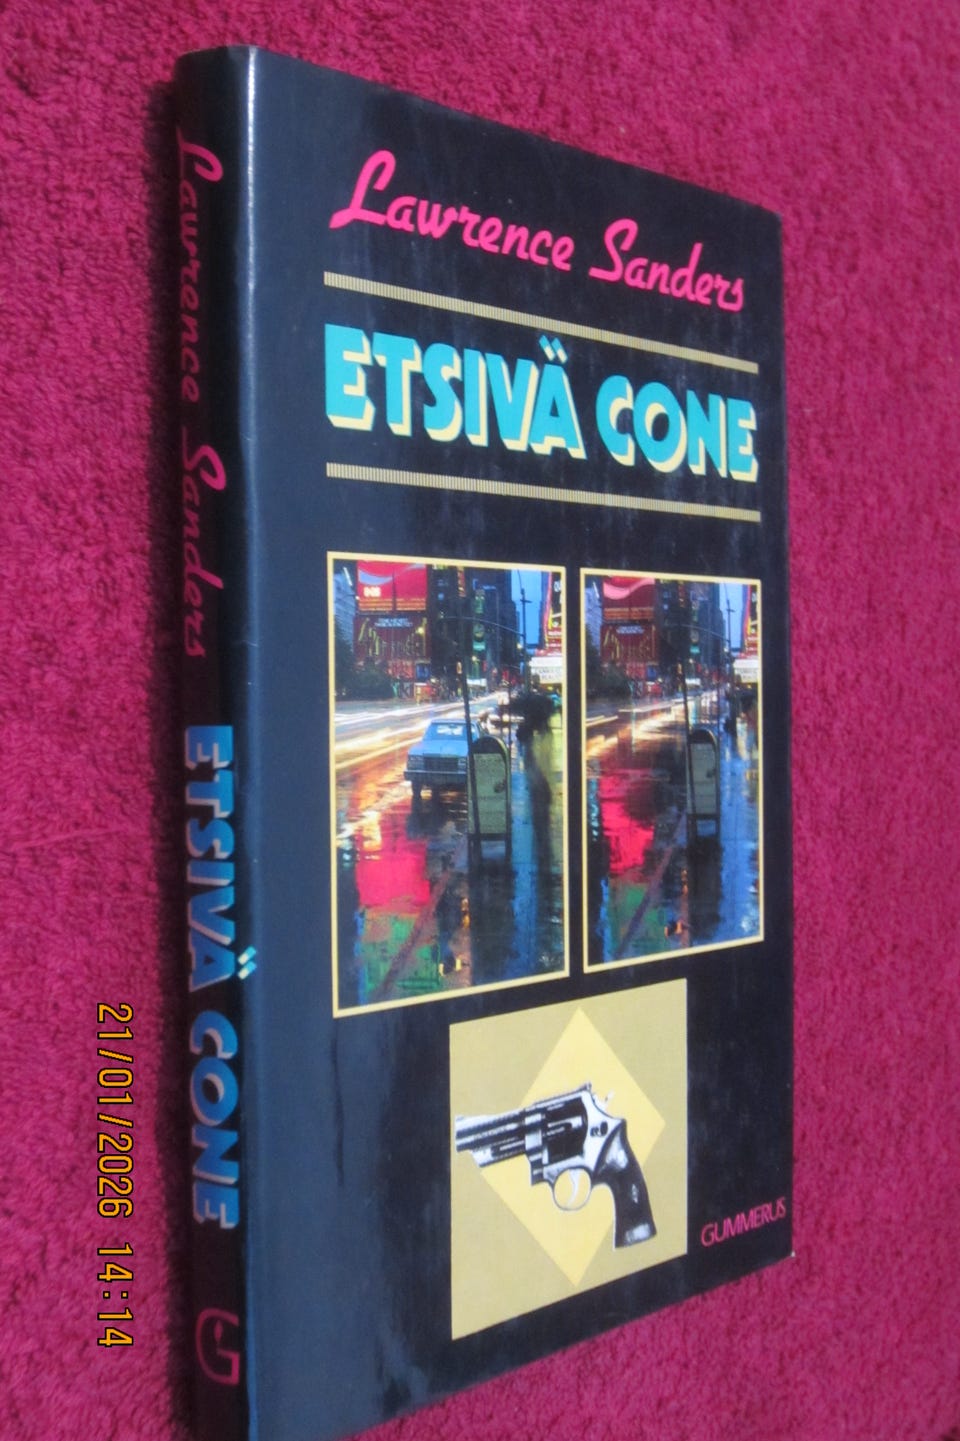 Lawrence Sanders
ETSIVÄ CONE
GUMMERUS
Lawrence Sanders ETSIVÄ CONE G
21/01/2026 14:14